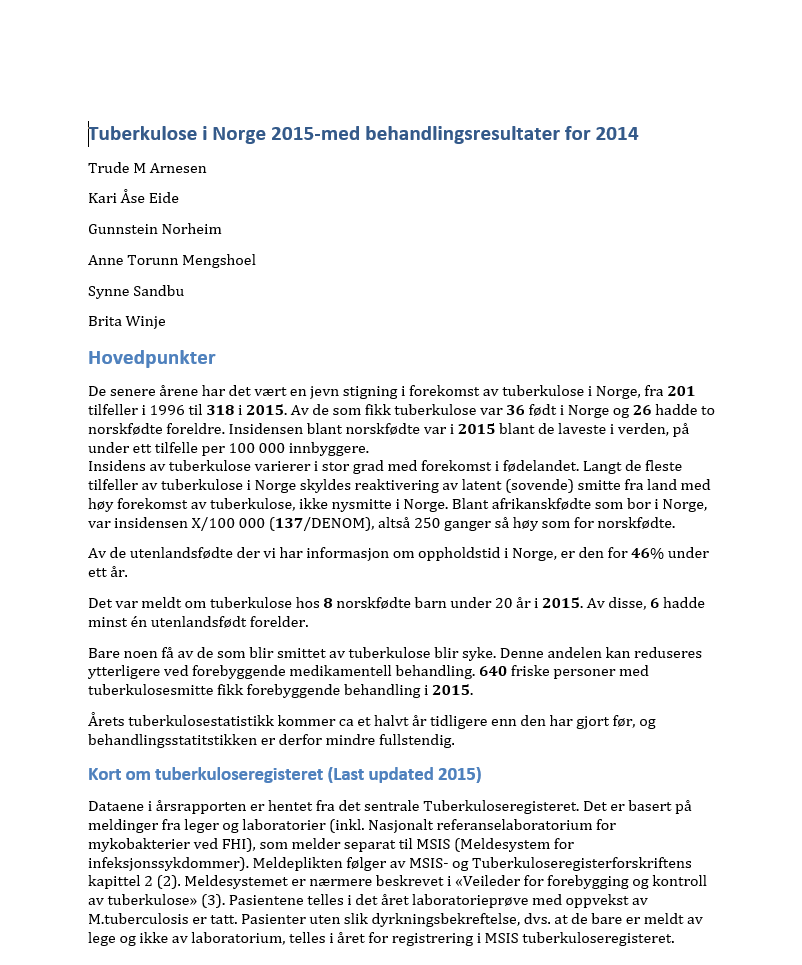 Tuberkulose i Norge 2015-med behandlingsresultater for 2014
Trude M Arnesen
Kari Åse Eide
Gunnstein Norheim
Anne Torunn Mengshoel
Synne Sandbu
Brita Winje
Hovedpunkter
De senere årene har det vært en jevn stigning i forekomst av tuberkulose i Norge, fra 201
tilfeller i 1996 til 318 i 2015. Av de som fikk tuberkulose var 36 født i Norge og 26 hadde to
norskfødte foreldre. Insidensen blant norskfødte var i 2015 blant de laveste i verden, på
under ett tilfelle per 100 000 innbyggere.
Insidens av tuberkulose varierer i stor grad med forekomst i fødelandet. Langt de fleste
tilfeller av tuberkulose i Norge skyldes reaktivering av latent (sovende) smitte fra land med
høy forekomst av tuberkulose, ikke nysmitte i Norge. Blant afrikanskfødte som bor i Norge,
var insidensen X/100 000 (137/DENOM), altså 250 ganger så høy som for norskfødte.
Av de utenlandsfødte der vi har informasjon om oppholdstid i Norge, er den for 46% under
ett år.
Det var meldt om tuberkulose hos 8 norskfødte barn under 20 år i 2015. Av disse, 6 hadde
minst én utenlandsfødt forelder.
Bare noen få av de som blir smittet av tuberkulose blir syke. Denne andelen kan reduseres
ytterligere ved forebyggende medikamentell behandling. 640 friske personer med
tuberkulosesmitte fikk forebyggende behandling i 2015.
Årets tuberkulosestatistikk kommer ca et halvt år tidligere enn den har gjort før, og
behandlingsstatitstikken er derfor mindre fullstendig.
Kort om tuberkuloseregisteret (Last updated 2015)
Dataene i årsrapporten er hentet fra det sentrale Tuberkuloseregisteret. Det er basert på
meldinger fra leger og laboratorier (inkl. Nasjonalt referanselaboratorium for
mykobakterier ved FHI), som melder separat til MSIS (Meldesystem for
infeksjonssykdommer). Meldeplikten følger av MSIS- og Tuberkuloseregisterforskriftens
kapittel 2 (2). Meldesystemet er nærmere beskrevet i «Veileder for forebygging og kontroll
av tuberkulose» (3). Pasientene telles i det året laboratorieprøve med oppvekst av
M.tuberculosis er tatt. Pasienter uten slik dyrkningsbekreftelse, dvs. at de bare er meldt av
lege og ikke av laboratorium, telles i året for registrering i MSIS tuberkuloseregisteret.